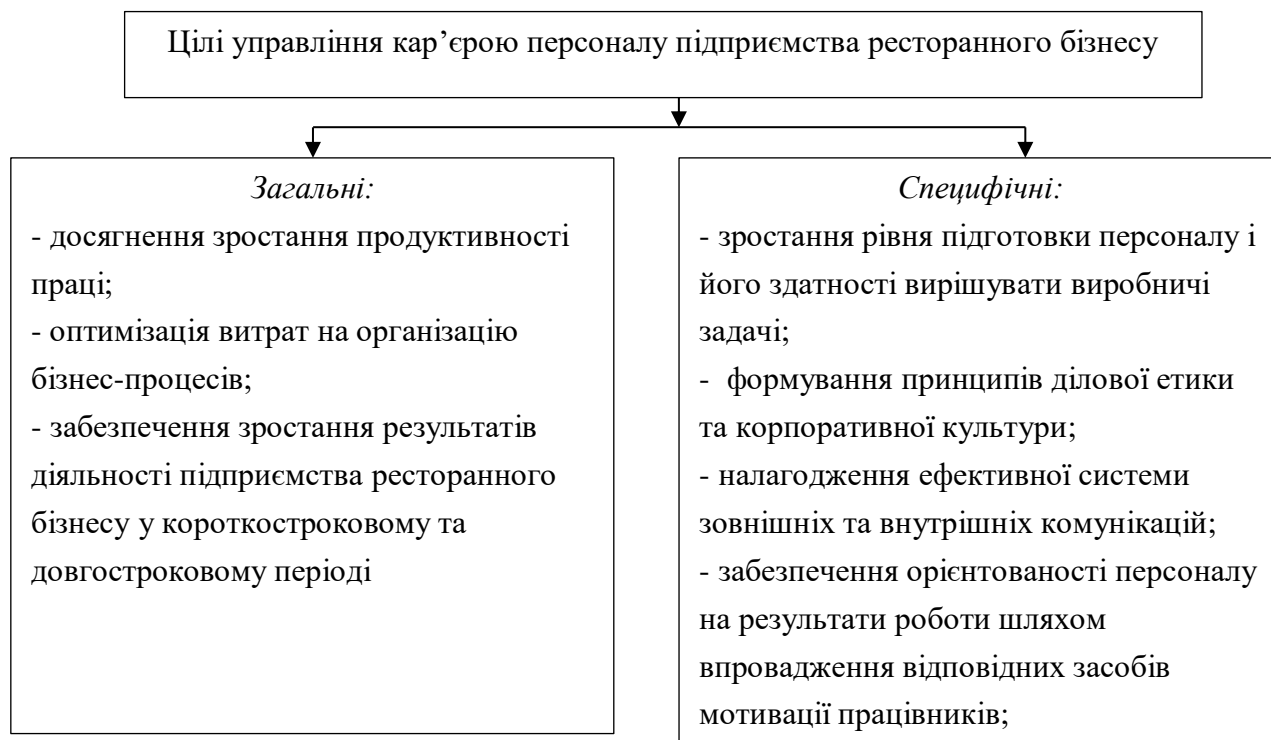 Цілі управління кар’єрою персоналу підприємства ресторанного бізнесу
Загальні:
- досягнення зростання продуктивності
праці;
- оптимізація витрат на організацію
бізнес-процесів;
- забезпечення зростання результатів
діяльності підприємства ресторанного
бізнесу у короткостроковому та
довгостроковому періоді
Специфічні:
- зростання рівня підготовки персоналу і
його здатності вирішувати виробничі
задачі;
- формування принципів ділової етики
та корпоративної культури;
- налагодження ефективної системи
зовнішніх та внутрішніх комунікацій;
- забезпечення орієнтованості персоналу
на результати роботи шляхом
впровадження відповідних засобів
мотивації працівників;